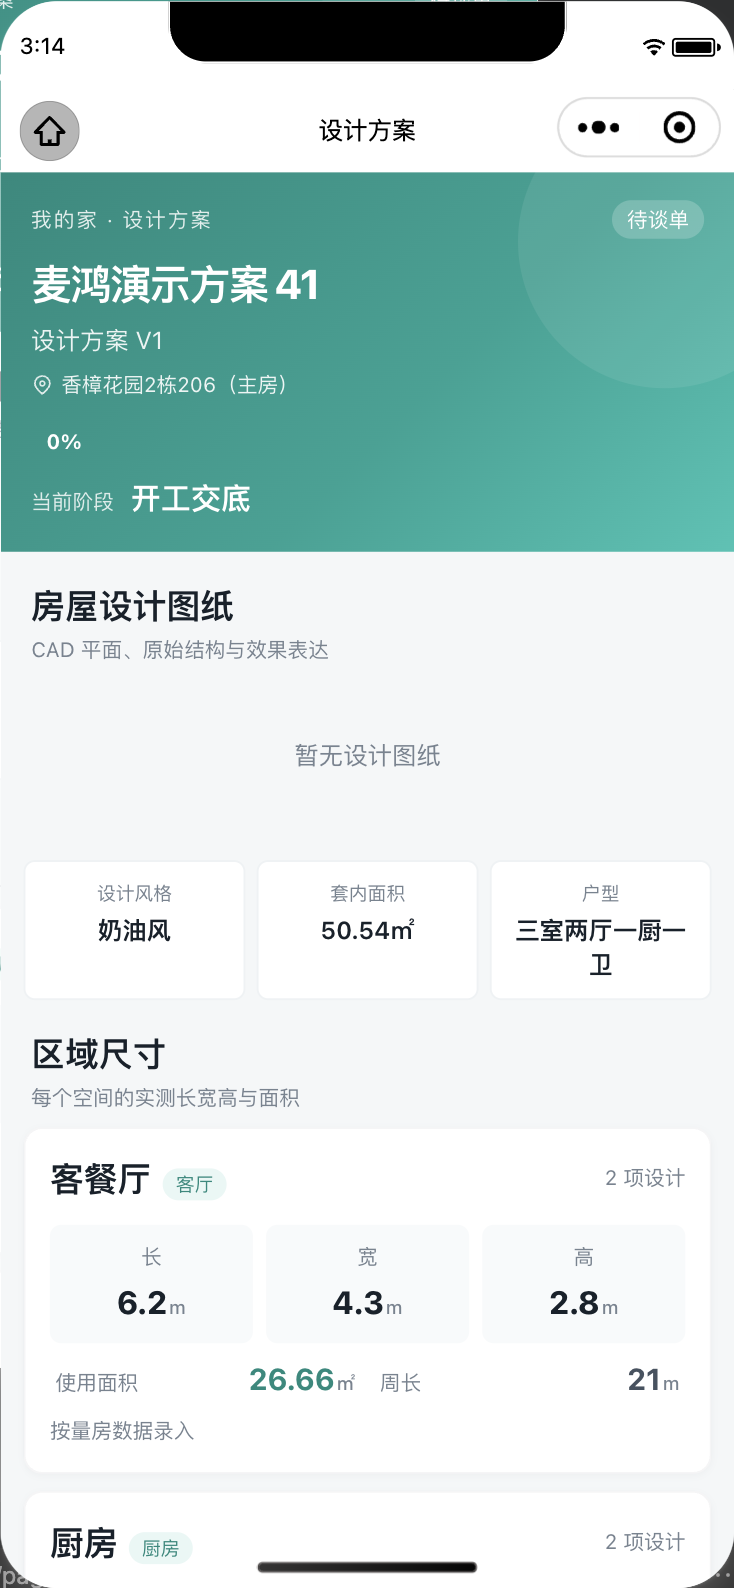 3:14
设计方案
我的家 · 设计方案
待谈单
麦鸿演示方案 41
设计方案 V1
香樟花园2栋206（主房）
0%
当前阶段 开工交底
房屋设计图纸
CAD 平面、原始结构与效果表达
暂无设计图纸
设计风格
奶油风
套内面积
50.54㎡
户型
三室两厅一厨一
卫
区域尺寸
每个空间的实测长宽高与面积
客餐厅 客厅 2 项设计
长 宽 高
6.2m 4.3m 2.8m
使用面积 26.66㎡ 周长 21m
按量房数据录入
厨房 厨房 2 项设计
/pag